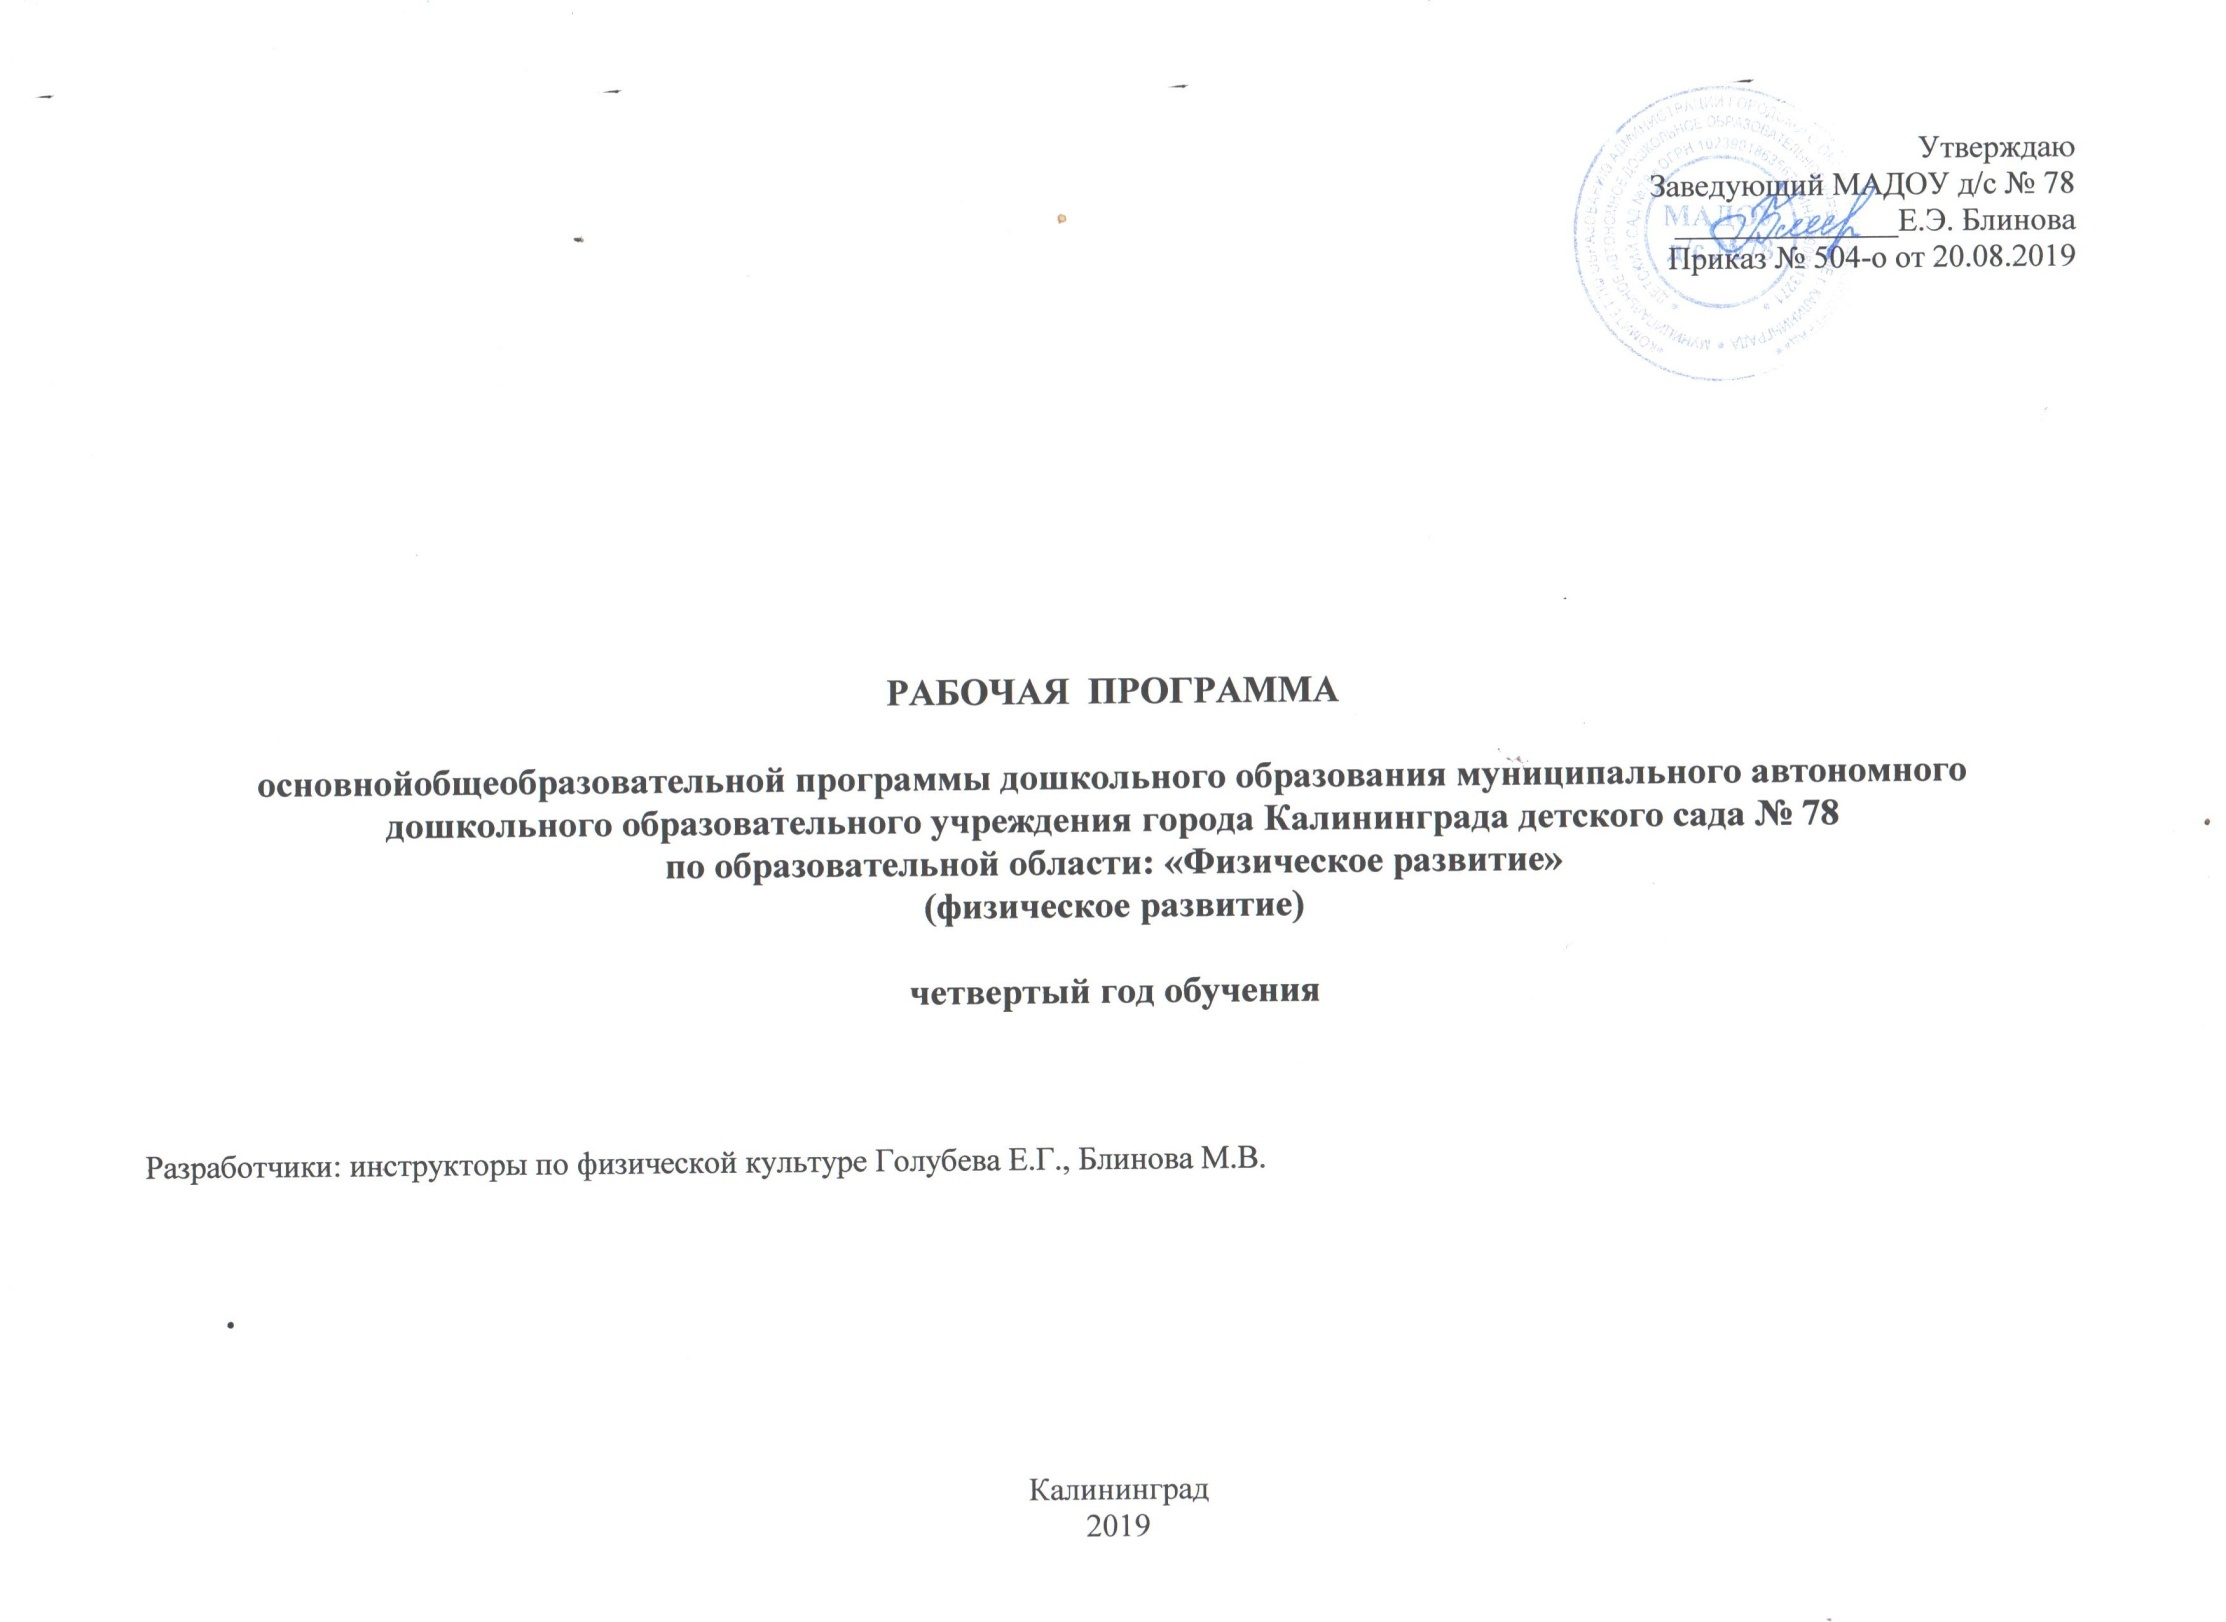 Утверждаю
Заведующий МАДОУ д/с № 78
________________Е.Э. Блинова
Приказ № 504-о от 20.08.2019
МАДОУ
РАБОЧАЯ ПРОГРАММА
основнойобщеобразовательной программы дошкольного образования муниципального автономного
дошкольного образовательного учреждения города Калининграда детского сада № 78
по образовательной области: «Физическое развитие»
(физическое развитие)
четвертый год обучения
Разработчики: инструкторы по физической культуре Голубева Е.Г., Блинова М.В.
Калининград
2019